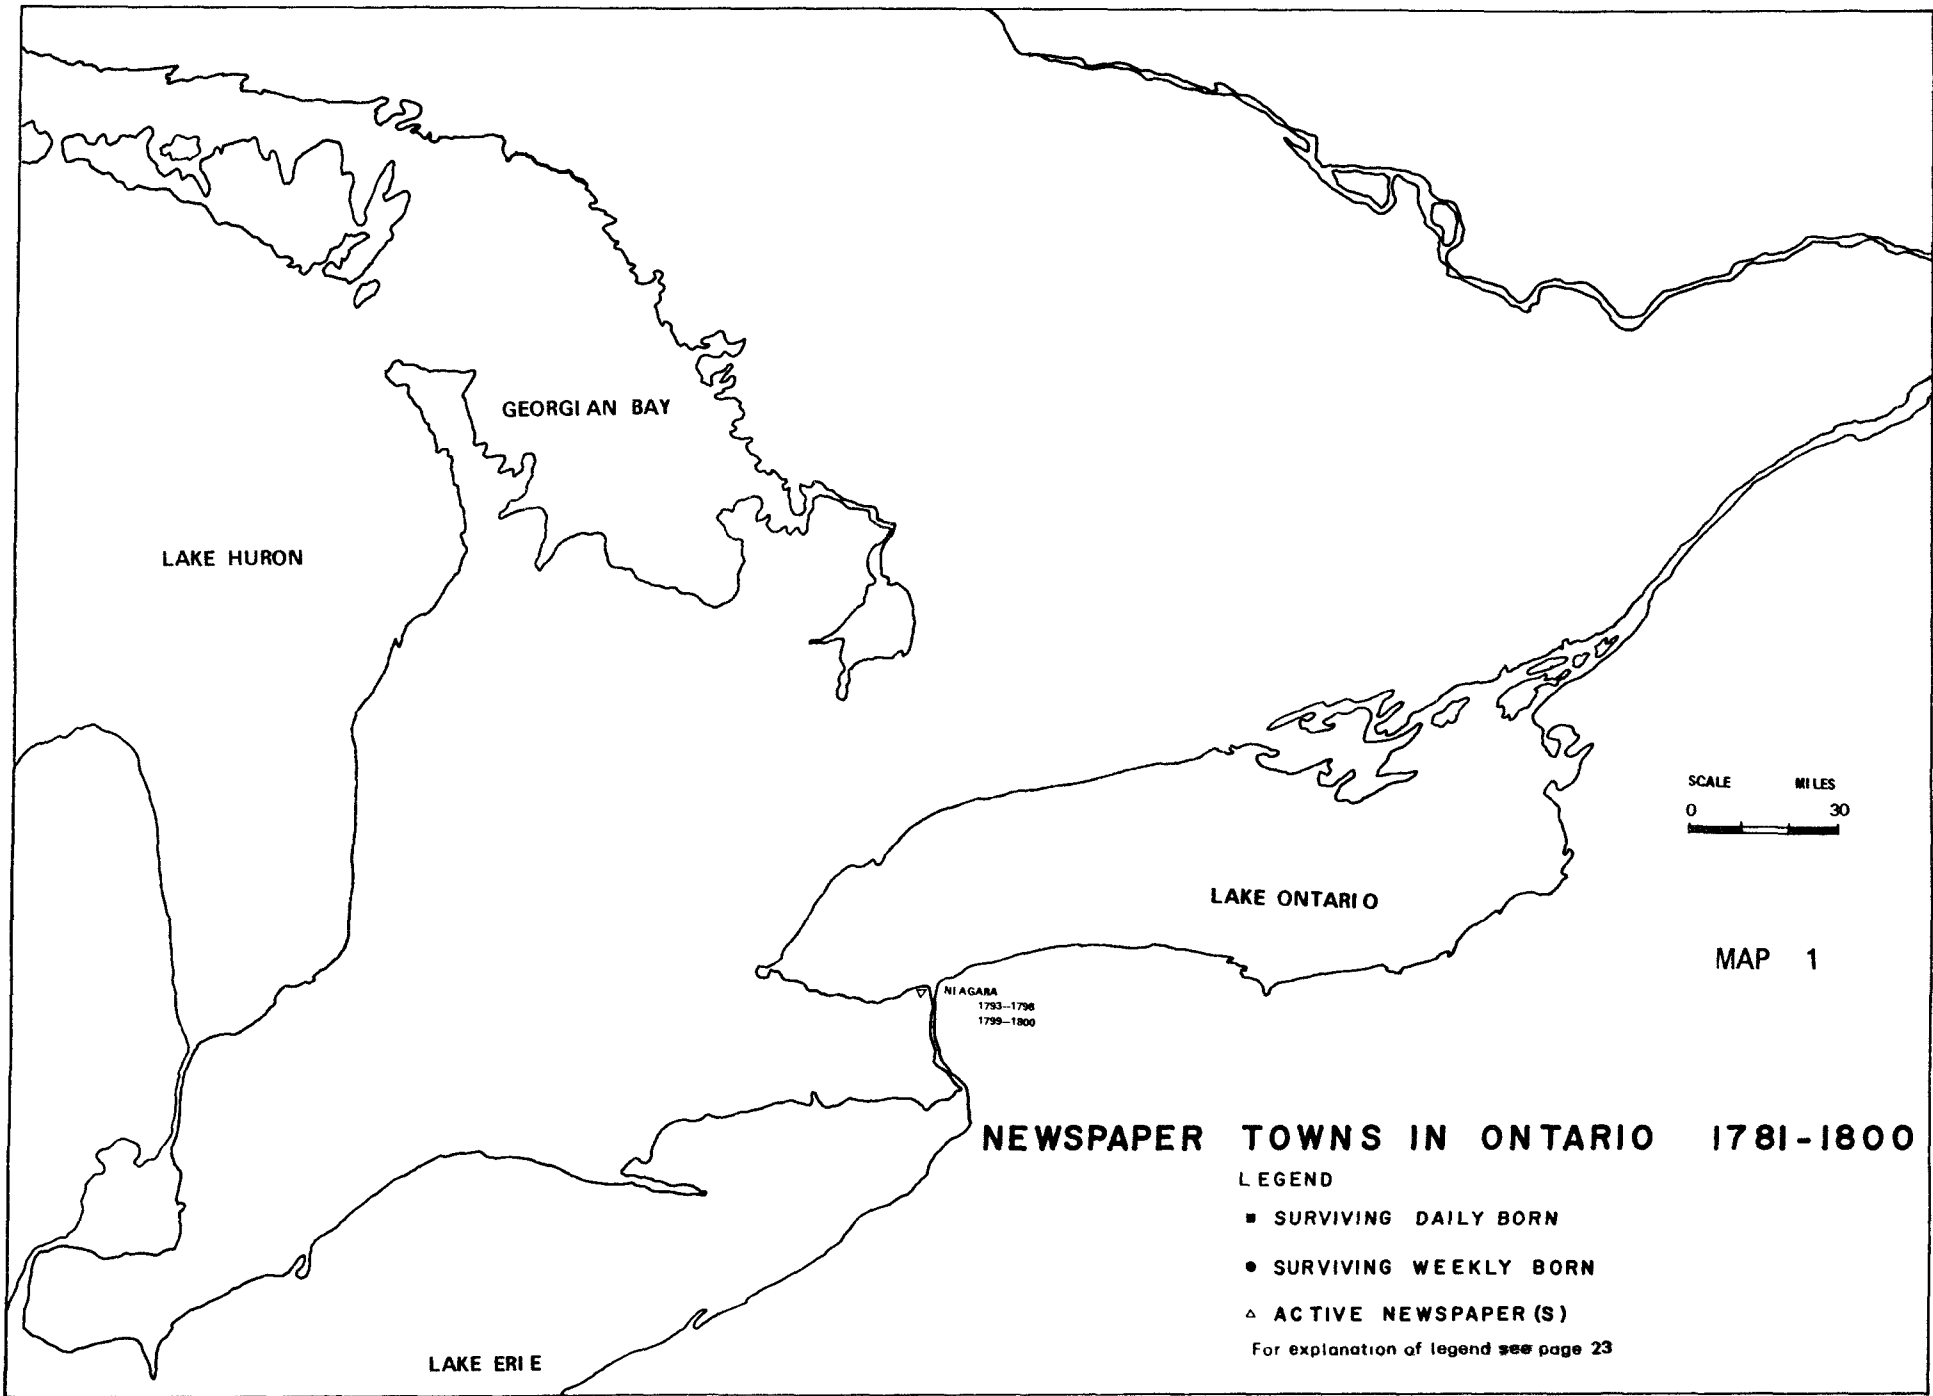 GEORGIAN BAY
LAKE HURON
SCALE MILES
0 30
LAKE ONTARIO
MAP 1
NIAGARA
1793–1798
1799–1800
NEWSPAPER TOWNS IN ONTARIO 1781-1800
LEGEND
SURVIVING DAILY BORN
SURVIVING WEEKLY BORN
ACTIVE NEWSPAPER (S)
For explanation of legend see page 23
LAKE ERIE